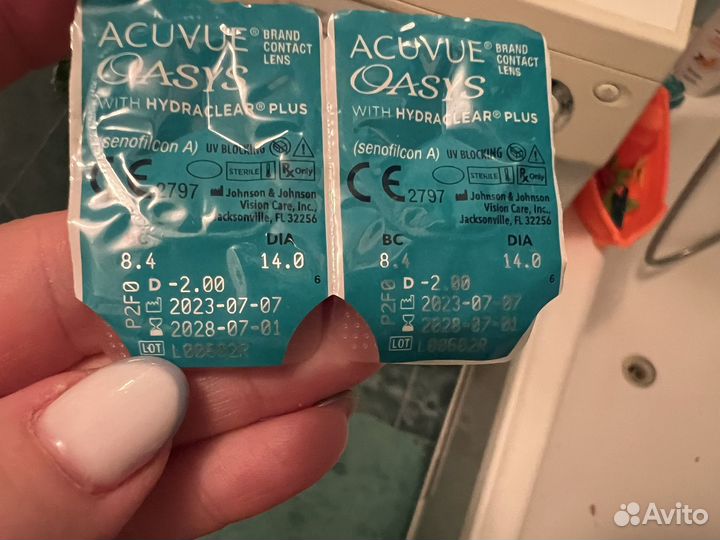 ACUVUE® BRAND
CONTACT
LENS
OASYS
WITH HYDRACLEAR® PLUS
(senofilcon A) UV BLOCKING
STERILE Rx Only
CE 2797
Johnson & Johnson
Vision Care, Inc.,
Jacksonville, FL 32256
DIA
8.4 14.0
6
P2F0
D -2.00
2023-07-07
2028-07-01
LOT
ACUVUE® BRAND
CONTACT
LENS
OASYS
WITH HYDRACLEAR® PLUS
(senofilcon A) UV BLOCKING
STERILE Rx Only
CE 2797
Johnson & Johnson
Vision Care, Inc.,
Jacksonville, FL 32256
BC DIA
8.4 14.0
6
P2F0
D -2.00
2023-07-07
2028-07-01
LOT
Avito